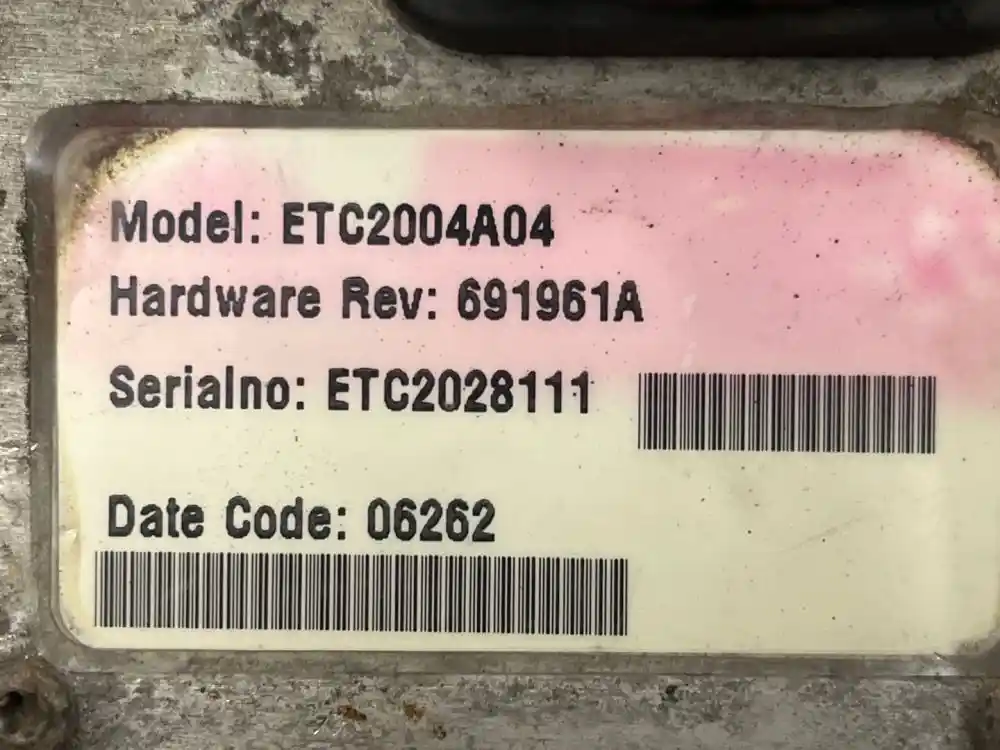 Model: ETC2004A04
Hardware Rev: 691961A
Serialno: ETC2028111
Date Code: 06262